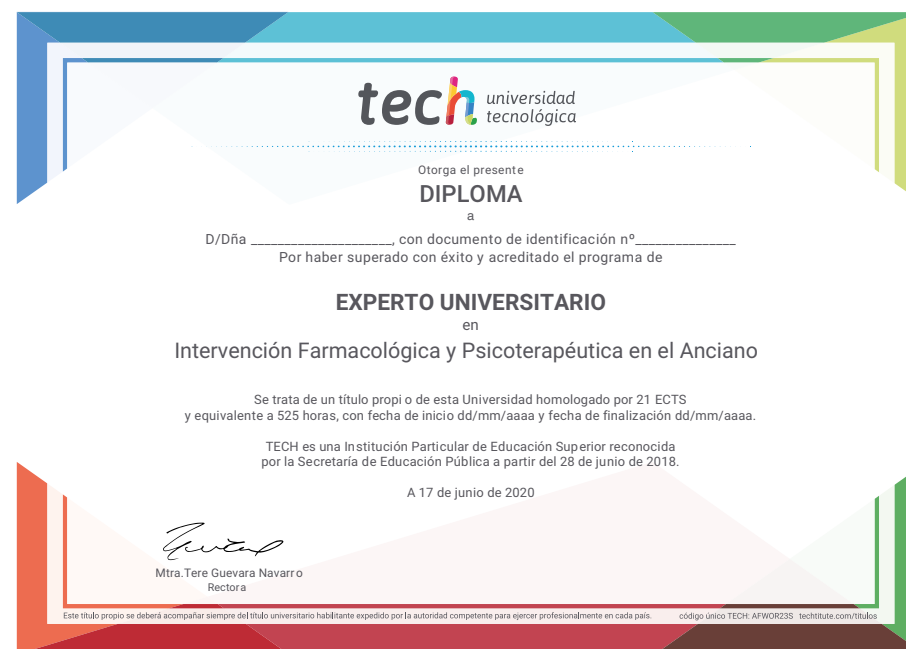 tech universidad
tecnológica
Otorga el presente
DIPLOMA
a
D/Dña _____________________, con documento de identificación nº_______________
Por haber superado con éxito y acreditado el programa de
EXPERTO UNIVERSITARIO
en
Intervención Farmacológica y Psicoterapéutica en el Anciano
Se trata de un título propi o de esta Universidad homologado por 21 ECTS
y equivalente a 525 horas, con fecha de inicio dd/mm/aaaa y fecha de finalización dd/mm/aaaa.
TECH es una Institución Particular de Educación Superior reconocida
por la Secretaría de Educación Pública a partir del 28 de junio de 2018.
A 17 de junio de 2020
Mtra.Tere Guevara Navarro
Rectora
Este título propio se deberá acompañar siempre del título universitario habilitante expedido por la autoridad competente para ejercer profesionalmente en cada país. código único TECH: AFWOR23S techtitute.com/titulos